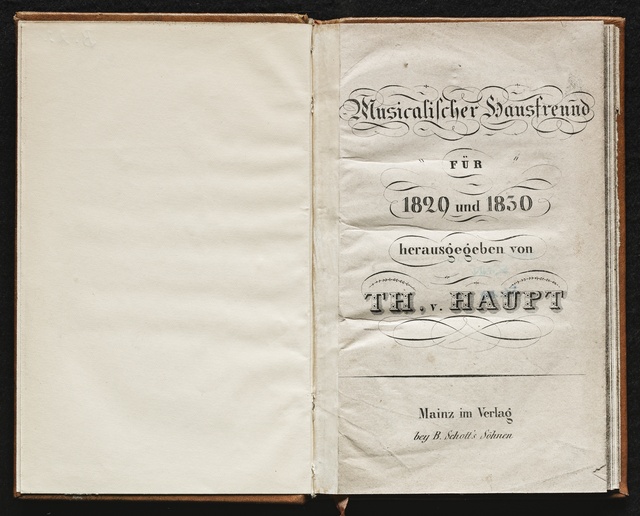 Musicalischer Hausfreund
FÜR
1829 und 1830
herausgegeben von
TH. v. HAUPT
Mainz im Verlag
bey B. Schott's Söhnen